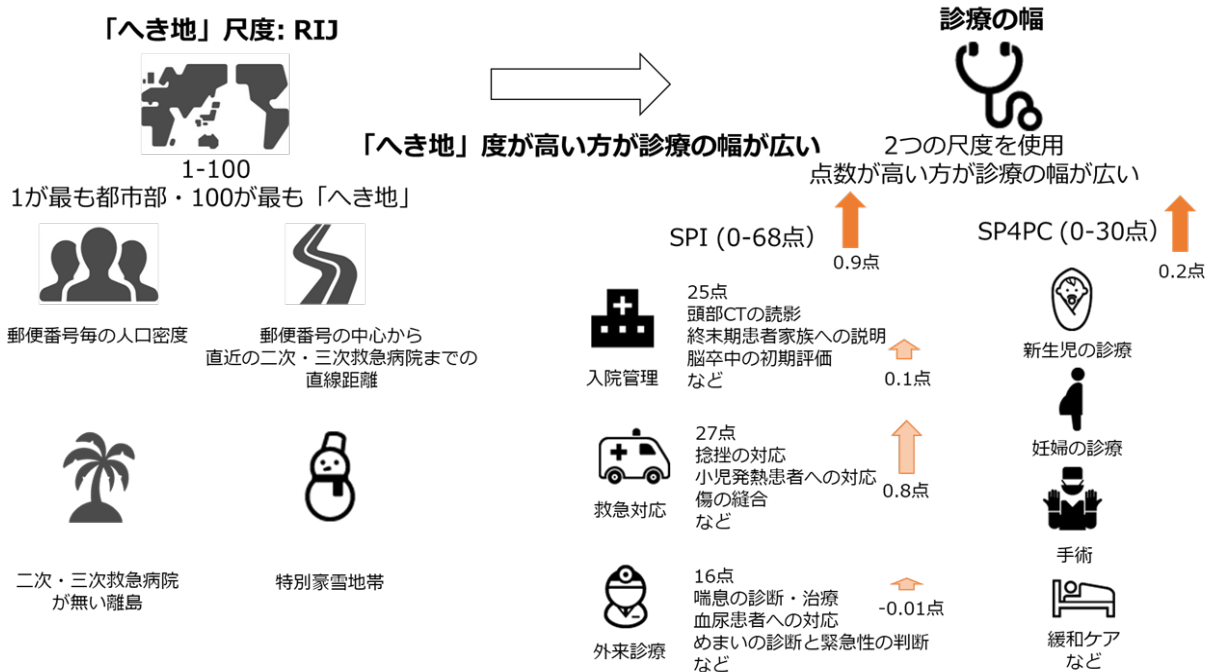 「へき地」尺度: RIJ
1-100
1が最も都市部・100が最も「へき地」
郵便番号毎の人口密度
郵便番号の中心から
直近の二次・三次救急病院までの
直線距離
二次・三次救急病院
が無い離島
特別豪雪地帯
「へき地」度が高い方が診療の幅が広い
診療の幅
2つの尺度を使用
点数が高い方が診療の幅が広い
SPI (0-68点)
0.9点
入院管理
25点
頭部CTの読影
終末期患者家族への説明
脳卒中の初期評価
など
0.1点
救急対応
27点
捻挫の対応
小児発熱患者への対応
傷の縫合
など
0.8点
外来診療
16点
喘息の診断・治療
血尿患者への対応
めまいの診断と緊急性の判断
など
-0.01点
SP4PC (0-30点)
0.2点
新生児の診療
妊婦の診療
手術
緩和ケア
など